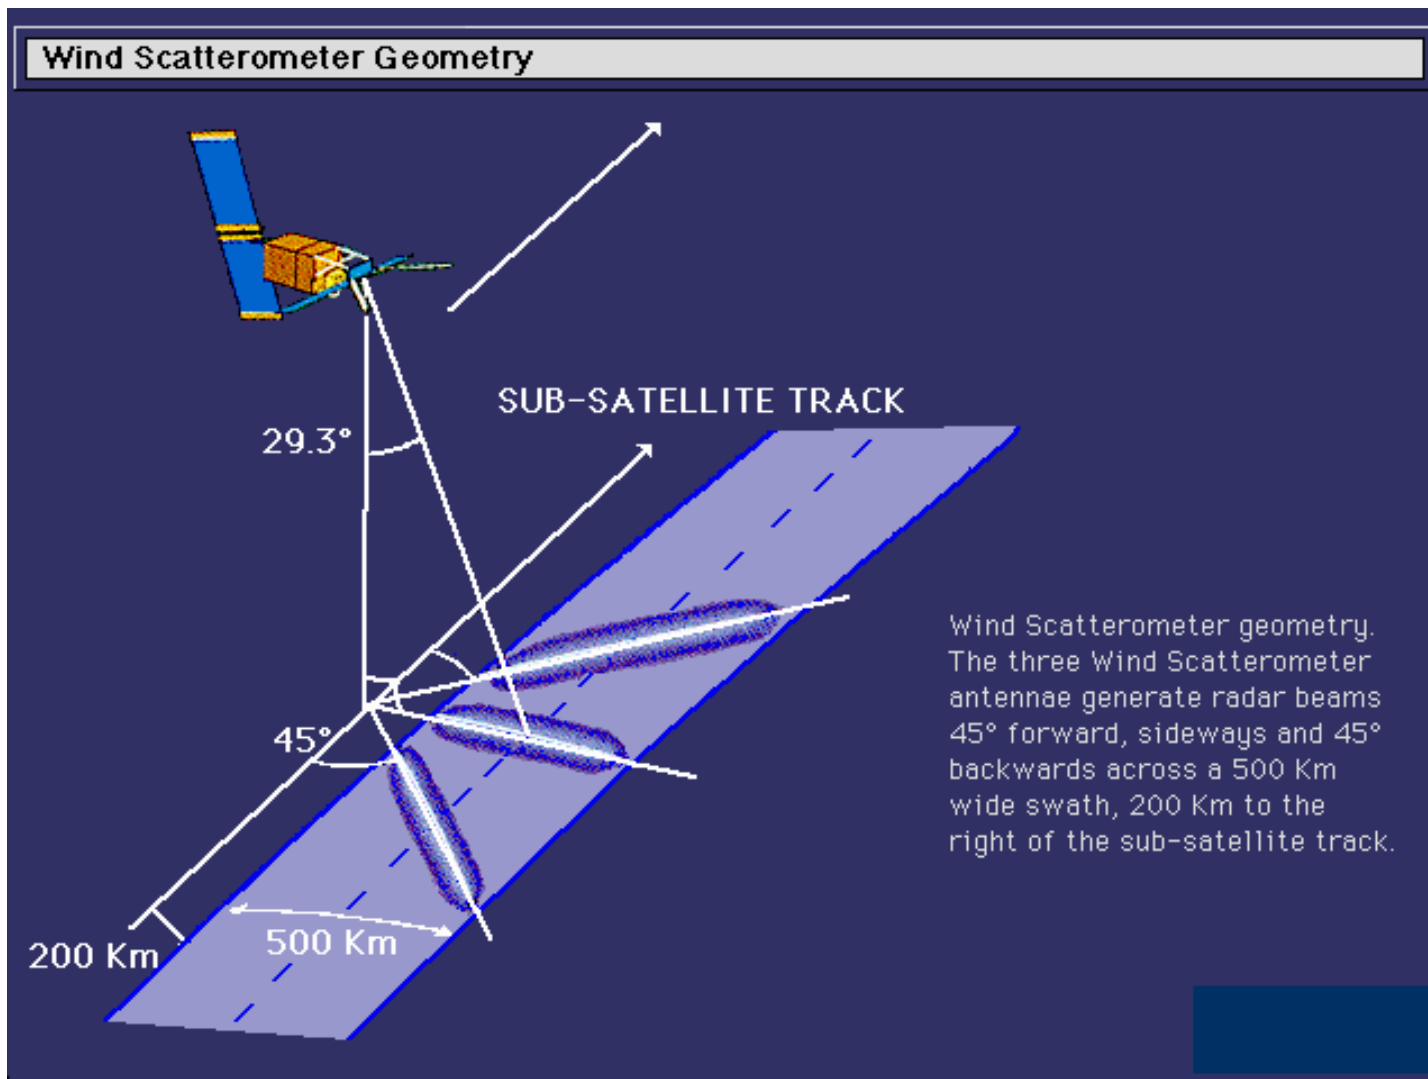 Wind Scatterometer Geometry
SUB-SATELLITE TRACK
29.3°
45°
Wind Scatterometer geometry.
The three Wind Scatterometer
antennae generate radar beams
45° forward, sideways and 45°
backwards across a 500 Km
wide swath, 200 Km to the
right of the sub-satellite track.
200 Km
500 Km